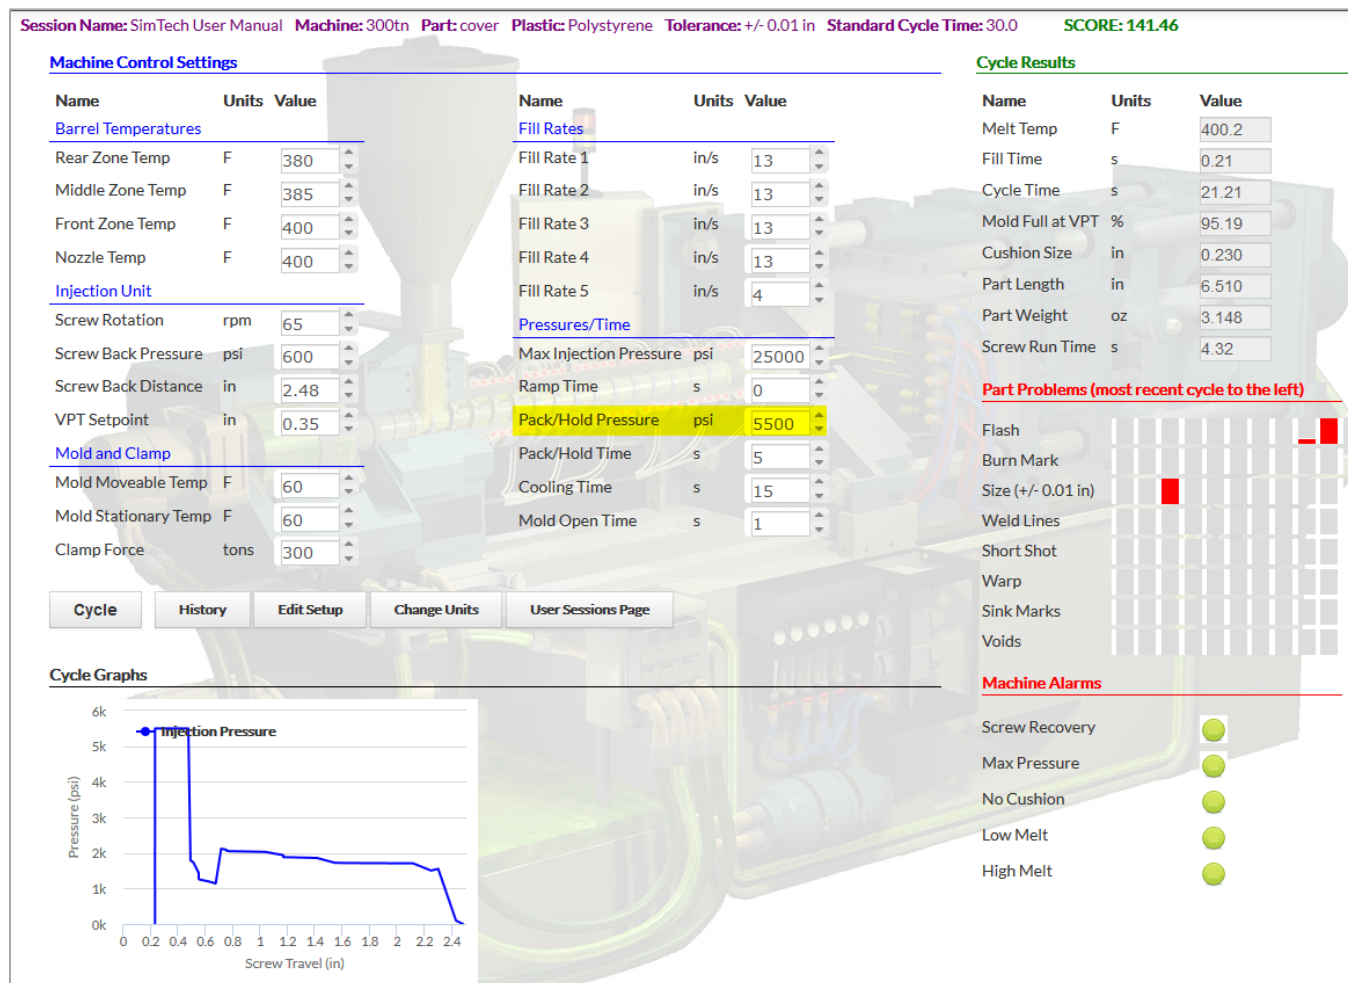 Session Name: SimTech User Manual Machine: 300tn Part: cover Plastic: Polystyrene Tolerance: +/- 0.01 in Standard Cycle Time: 30.0 SCORE: 141.46
Machine Control Settings
Name Units Value
Barrel Temperatures
Rear Zone Temp F 380
Middle Zone Temp F 385
Front Zone Temp F 400
Nozzle Temp F 400
Injection Unit
Screw Rotation rpm 65
Screw Back Pressure psi 600
Screw Back Distance in 2.48
VPT Setpoint in 0.35
Mold and Clamp
Mold Moveable Temp F 60
Mold Stationary Temp F 60
Clamp Force tons 300
Name Units Value
Fill Rates
Fill Rate 1 in/s 13
Fill Rate 2 in/s 13
Fill Rate 3 in/s 13
Fill Rate 4 in/s 13
Fill Rate 5 in/s 4
Pressures/Time
Max Injection Pressure psi 25000
Ramp Time s 0
Pack/Hold Pressure psi 5500
Pack/Hold Time s 5
Cooling Time s 15
Mold Open Time s 1
Cycle History Edit Setup Change Units User Sessions Page
Cycle Graphs
Injection Pressure
6k
5k
4k
3k
2k
1k
0k
Pressure (psi)
0 0.2 0.4 0.6 0.8 1 1.2 1.4 1.6 1.8 2 2.2 2.4
Screw Travel (in)
Cycle Results
Name Units Value
Melt Temp F 400.2
Fill Time s 0.21
Cycle Time s 21.21
Mold Full at VPT % 95.19
Cushion Size in 0.230
Part Length in 6.510
Part Weight oz 3.148
Screw Run Time s 4.32
Part Problems (most recent cycle to the left)
Flash
Burn Mark
Size (+/- 0.01 in)
Weld Lines
Short Shot
Warp
Sink Marks
Voids
Machine Alarms
Screw Recovery
Max Pressure
No Cushion
Low Melt
High Melt